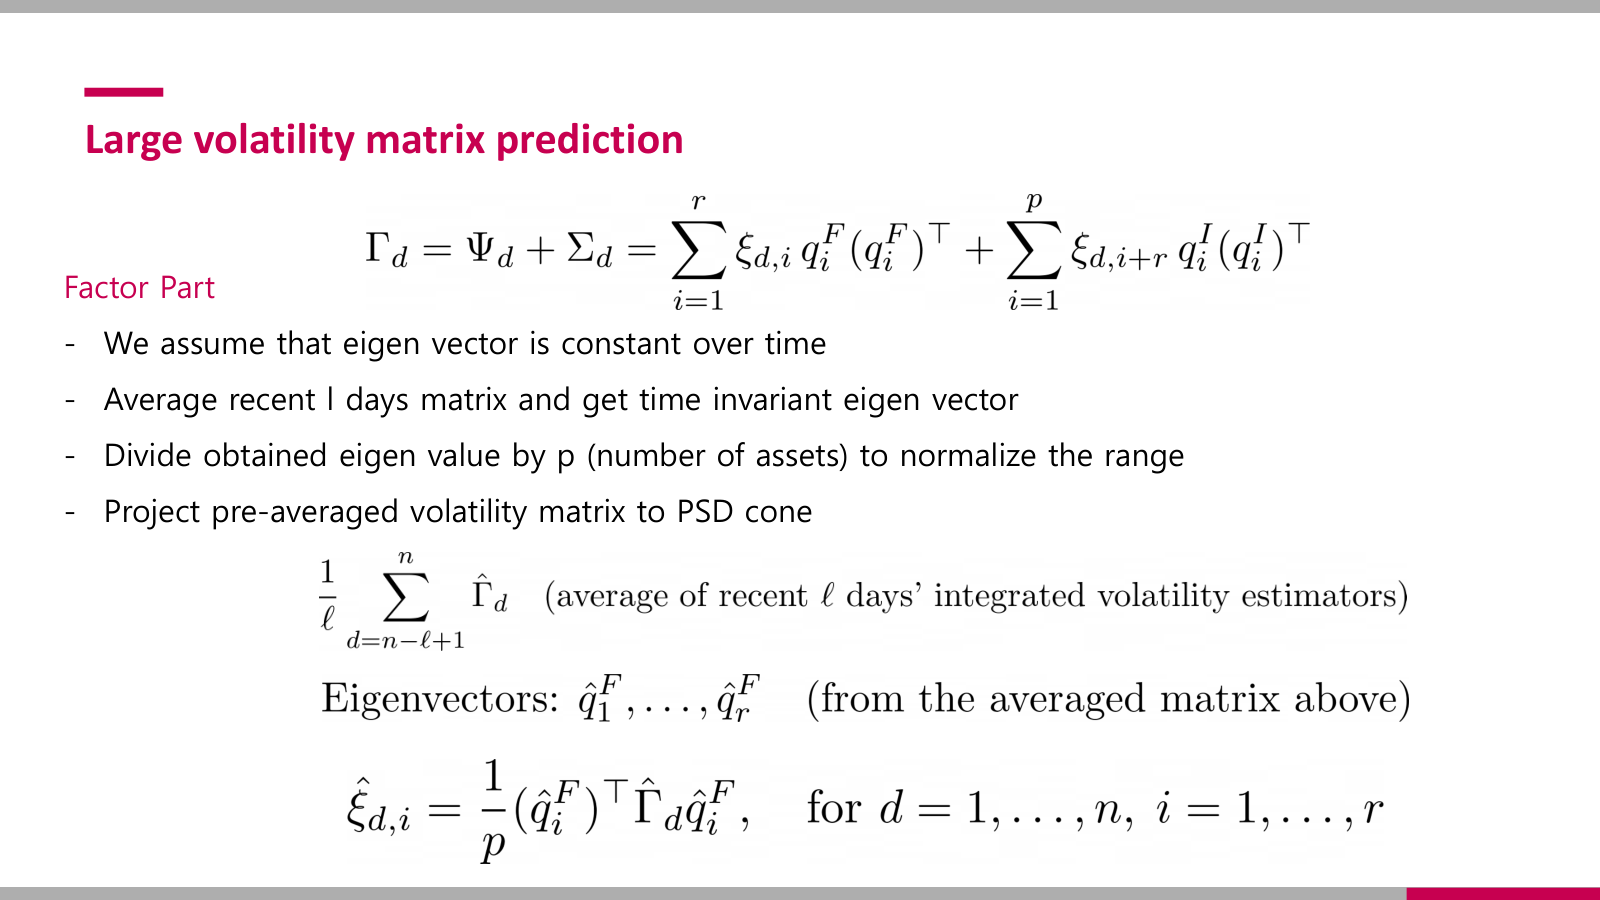 Large volatility matrix prediction
Γ_d = Ψ_d + Σ_d = ∑_{i=1}^{r} ξ_{d,i} q_i^F (q_i^F)^⊤ + ∑_{i=1}^{p} ξ_{d,i+r} q_i^I (q_i^I)^⊤
Factor Part
- We assume that eigen vector is constant over time
- Average recent l days matrix and get time invariant eigen vector
- Divide obtained eigen value by p (number of assets) to normalize the range
- Project pre-averaged volatility matrix to PSD cone
1/ℓ ∑_{d=n−ℓ+1}^{n} Γ̂_d (average of recent ℓ days’ integrated volatility estimators)
Eigenvectors: q̂_1^F, . . . , q̂_r^F (from the averaged matrix above)
ξ̂_{d,i} = 1/p (q̂_i^F)^⊤ Γ̂_d q̂_i^F, for d = 1, . . . , n, i = 1, . . . , r